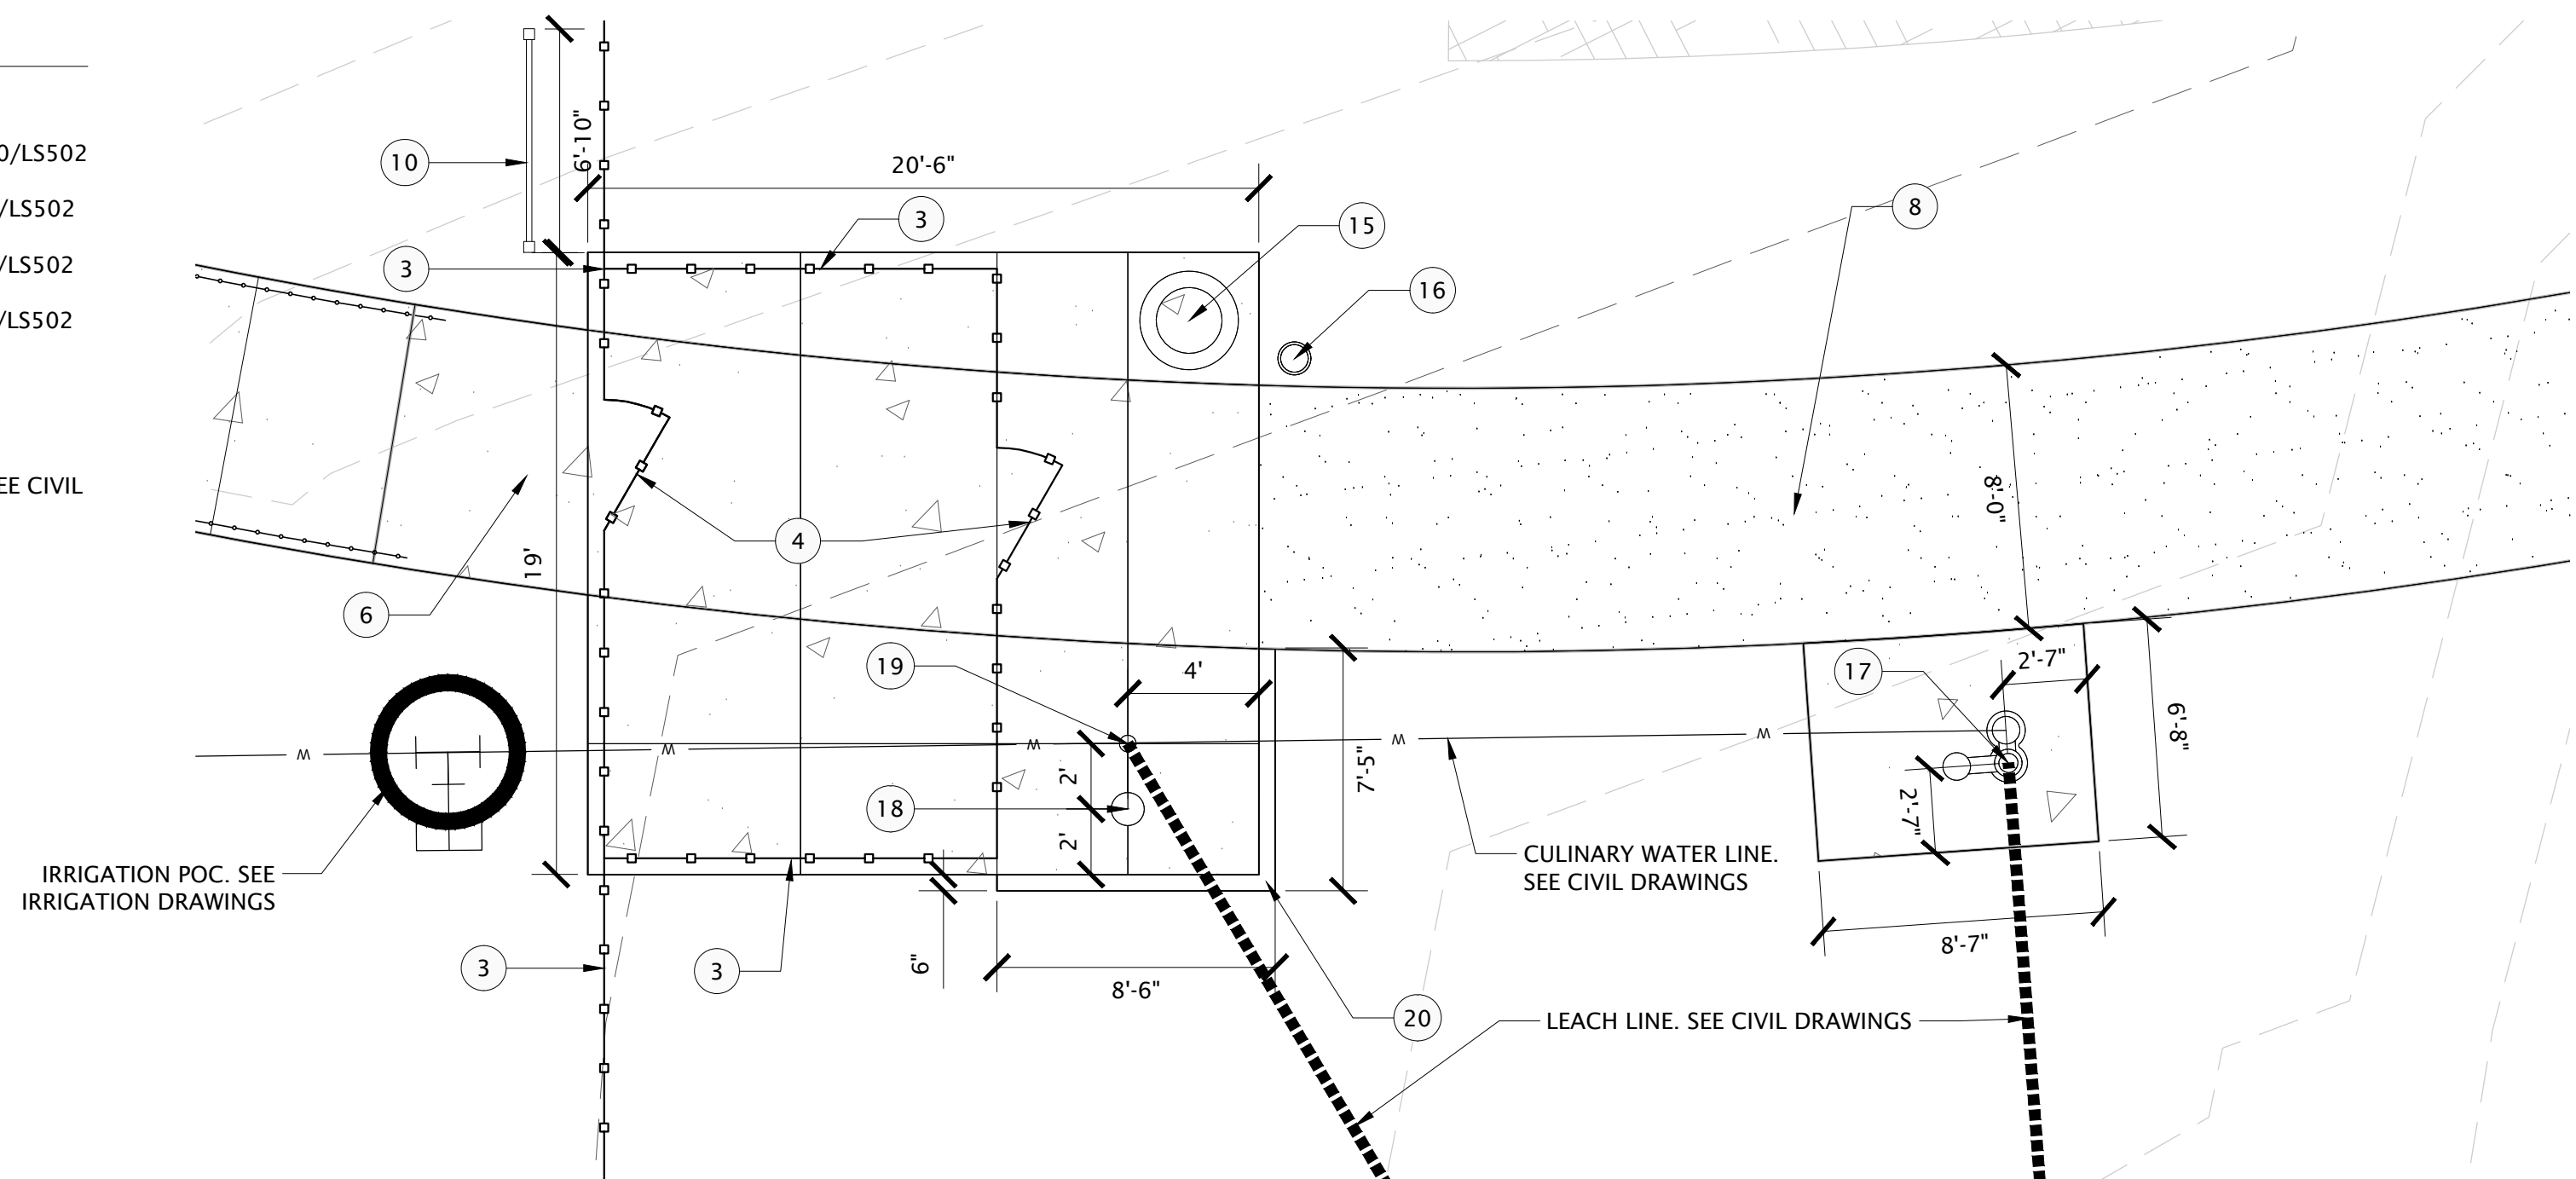 0/LS502
/LS502
/LS502
/LS502
EE CIVIL
10
6'-10"
20'-6"
3
15
8
3
16
4
19'
6
8'-0"
19
4'
17
2'-7"
6'-8"
W
W
W
W
W
2'
7'-5"
18
2'
2'-7"
IRRIGATION POC. SEE
IRRIGATION DRAWINGS
CULINARY WATER LINE.
SEE CIVIL DRAWINGS
3
3
6"
8'-6"
8'-7"
20
LEACH LINE. SEE CIVIL DRAWINGS